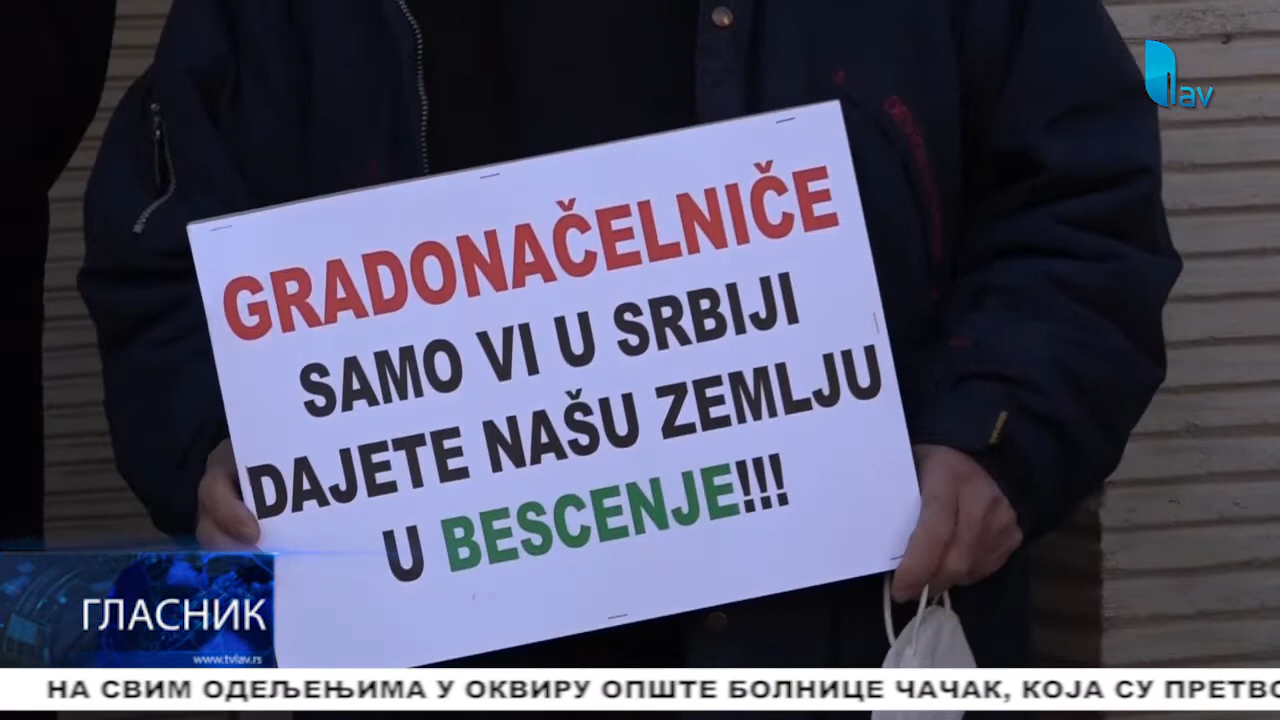 lav
GRADONAČELNIČE
SAMO VI U SRBIJI
DAJETE NAŠU ZEMLJU
U BESCENJE!!!
ГЛАСНИК
www.tvlav.rs
НА СВИМ ОДЕЉЕЊИМА У ОКВИРУ ОПШТЕ БОЛНИЦЕ ЧАЧАК, КОЈА СУ